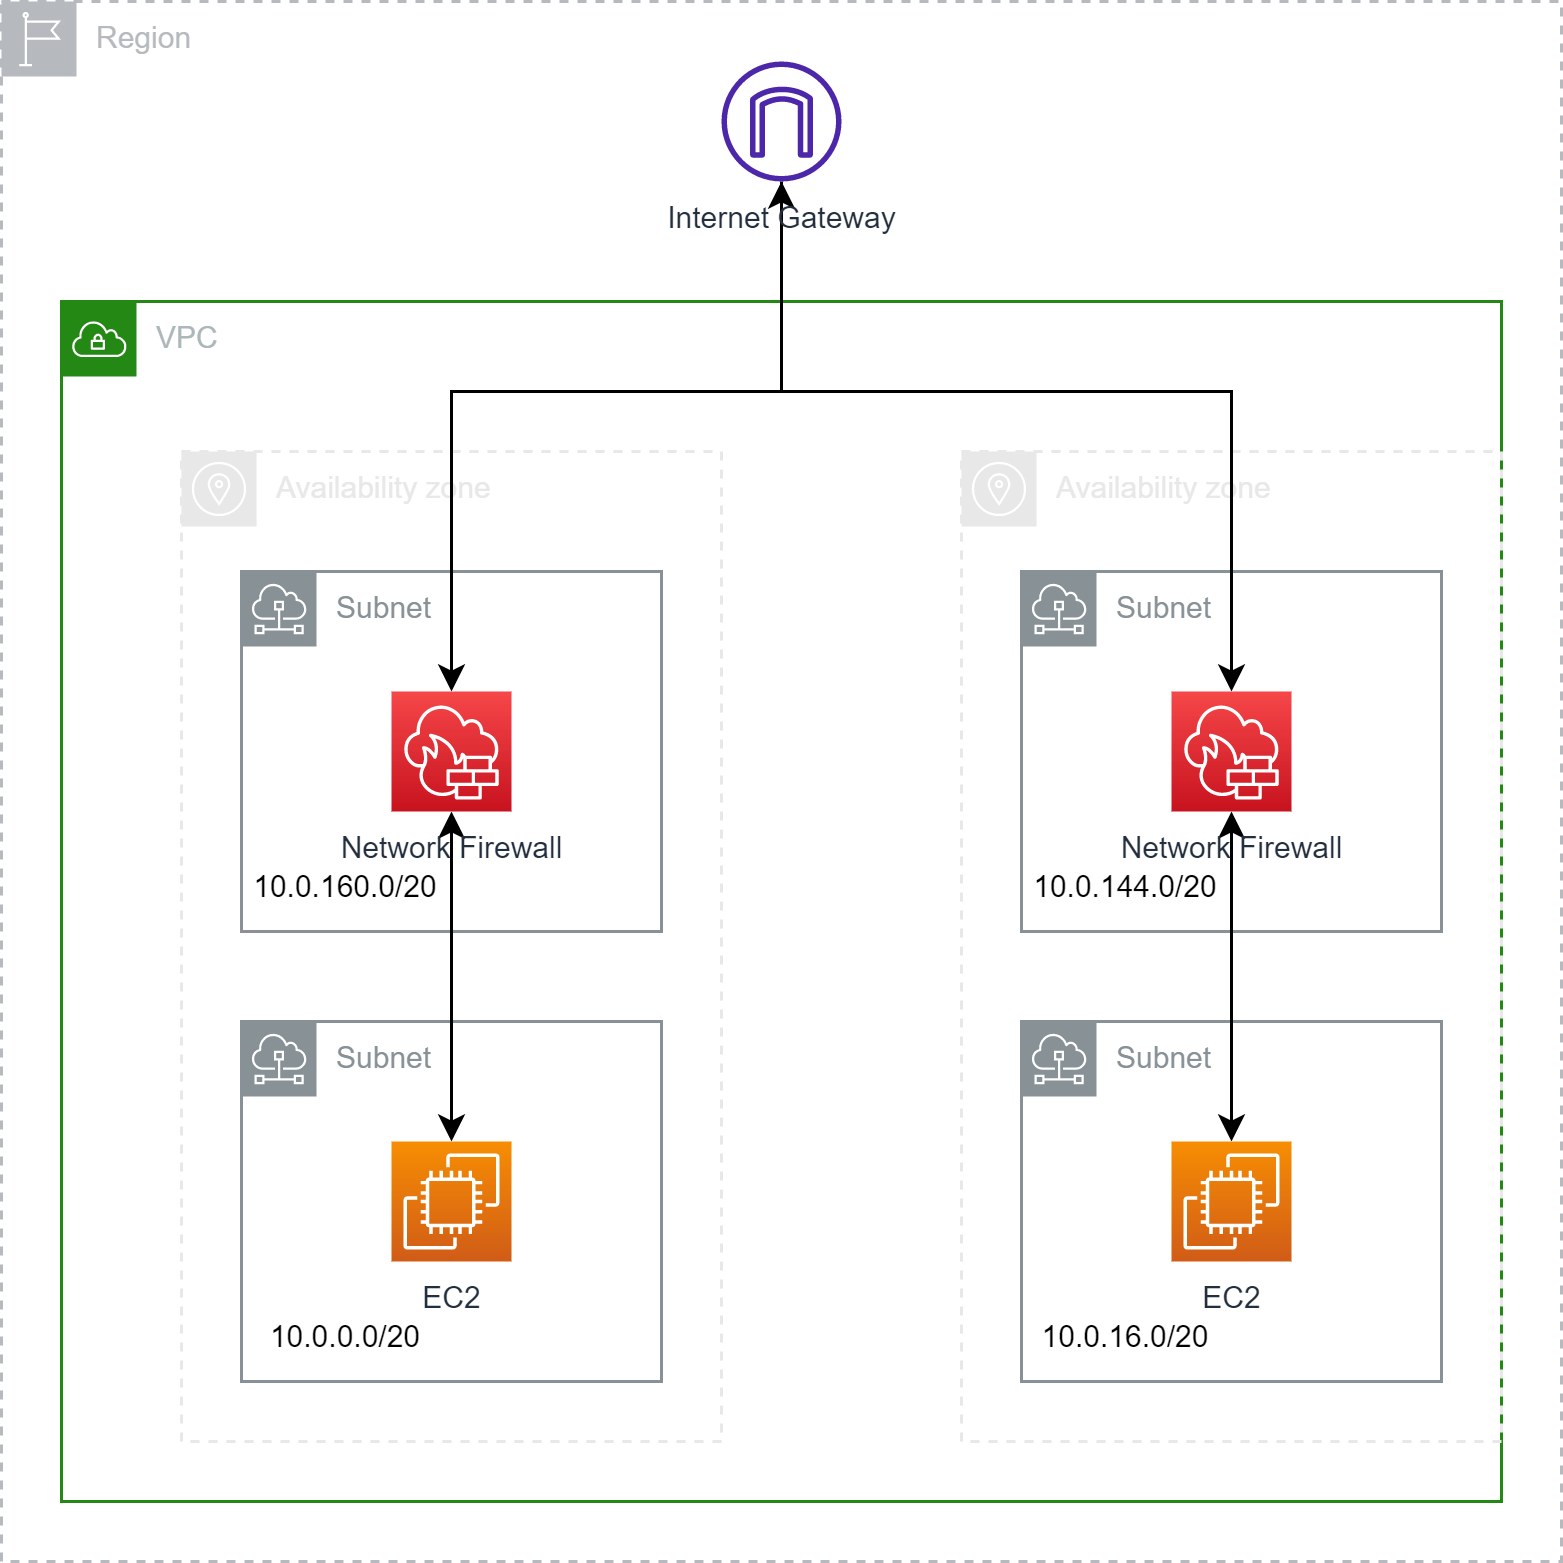 Region
Internet Gateway
VPC
Availability zone
Availability zone
Subnet
Subnet
Network Firewall
Network Firewall
10.0.160.0/20
10.0.144.0/20
Subnet
Subnet
EC2
EC2
10.0.0.0/20
10.0.16.0/20